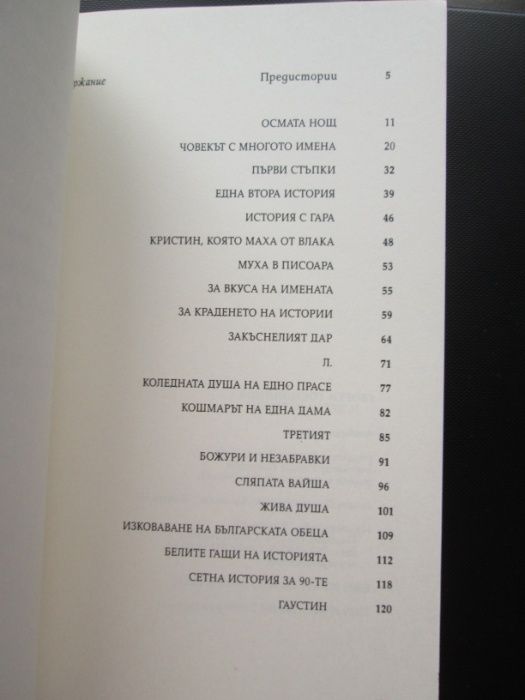 Предистории 5
ОСМАТА НОЩ 11
ЧОВЕКЪТ С МНОГОТО ИМЕНА 20
ПЪРВИ СТЪПКИ 32
ЕДНА ВТОРА ИСТОРИЯ 39
ИСТОРИЯ С ГАРА 46
КРИСТИН, КОЯТО МАХА ОТ ВЛАКА 48
МУХА В ПИСОАРА 53
ЗА ВКУСА НА ИМЕНАТА 55
ЗА КРАДЕНЕТО НА ИСТОРИИ 59
ЗАКЪСНЕЛИЯТ ДАР 64
Л. 71
КОЛЕДНАТА ДУША НА ЕДНО ПРАСЕ 77
КОШМАРЪТ НА ЕДНА ДАМА 82
ТРЕТИЯТ 85
БОЖУРИ И НЕЗАБРАВКИ 91
СЛЯПАТА ВАЙША 96
ЖИВА ДУША 101
ИЗКОВАВАНЕ НА БЪЛГАРСКАТА ОБЕЦА 109
БЕЛИТЕ ГАЩИ НА ИСТОРИЯТА 112
СЕТНА ИСТОРИЯ ЗА 90-ТЕ 118
ГАУСТИН 120